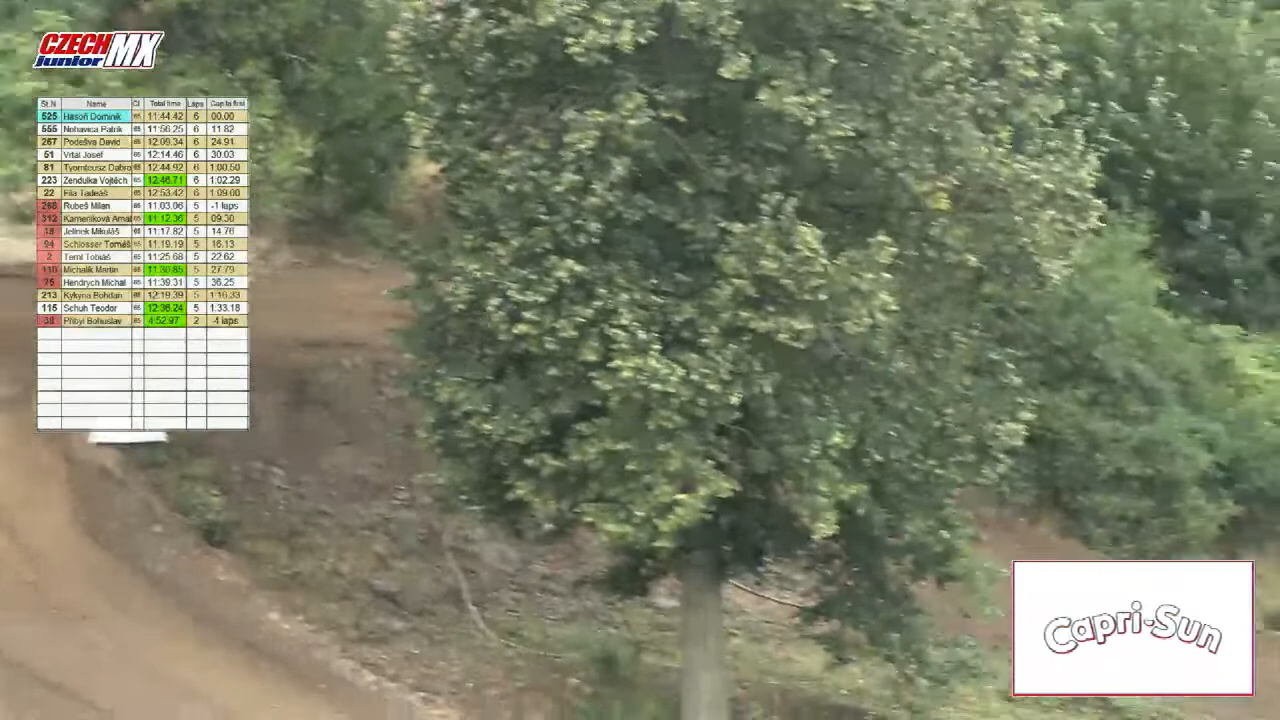 CZECH
junior MX
St.N Name Cl Total time Laps Gap to first
525 Hasoň Dominik 65 11:44.42 6 00.00
555 Nohavica Patrik 65 11:56.25 6 11.82
267 Poděšva David 65 12:09.34 6 24.91
51 Vrtal Josef 65 12:14.46 6 30.03
81 65 12:44.92 6 1:00.50
223 Zendulka Vojtěch 65 12:46.71 6 1:02.29
22 Fila Tadeáš 65 12:53.42 6 1:09.00
268 Rubeš Milan 65 11:03.06 5 -1 laps
312 Kameníková Amal 65 11:12.36 5 09.30
18 Jelínek Mikuláš 65 11:17.82 5 14.76
94 Schlosser Tomáš 65 11:19.19 5 16.13
2 Teml Tobiáš 65 11:25.68 5 22.62
110 Michalík Martin 65 11:30.85 5 27.79
75 Hendrych Michal 65 11:39.31 5 36.25
213 Kykyna Bohdan 65 12:19.39 5 1:16.33
115 Schuh Teodor 65 12:36.24 5 1:33.18
38 Přibyl Bohuslav 65 4:52.97 2 -4 laps
Capri-Sun